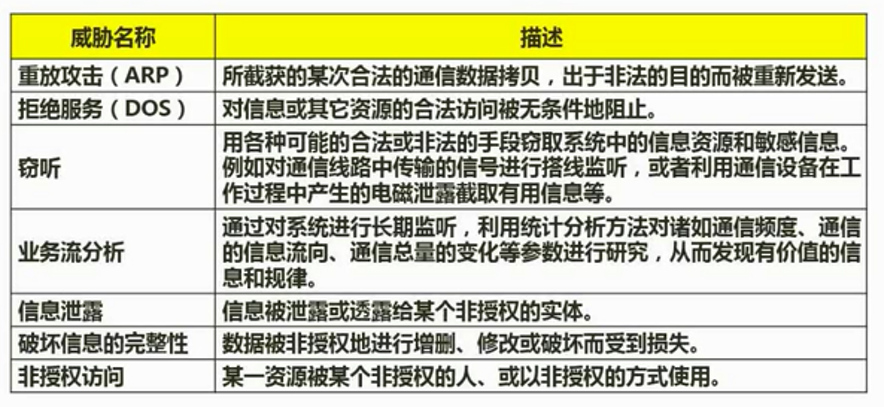 威胁名称 描述
重放攻击（ARP） 所截获的某次合法的通信数据拷贝，出于非法的目的而被重新发送。
拒绝服务（DOS） 对信息或其它资源的合法访问被无条件地阻止。
窃听 用各种可能的合法或非法的手段窃取系统中的信息资源和敏感信息。
例如对通信线路中传输的信号进行搭线监听，或者利用通信设备在工
作过程中产生的电磁泄露截取有用信息等。
业务流分析 通过对系统进行长期监听，利用统计分析方法对诸如通信频度、通信
的信息流向、通信总量的变化等参数进行研究，从而发现有价值的信
息和规律。
信息泄露 信息被泄露或透露给某个非授权的实体。
破坏信息的完整性 数据被非授权地进行增删、修改或破坏而受到损失。
非授权访问 某一资源被某个非授权的人、或以非授权的方式使用。